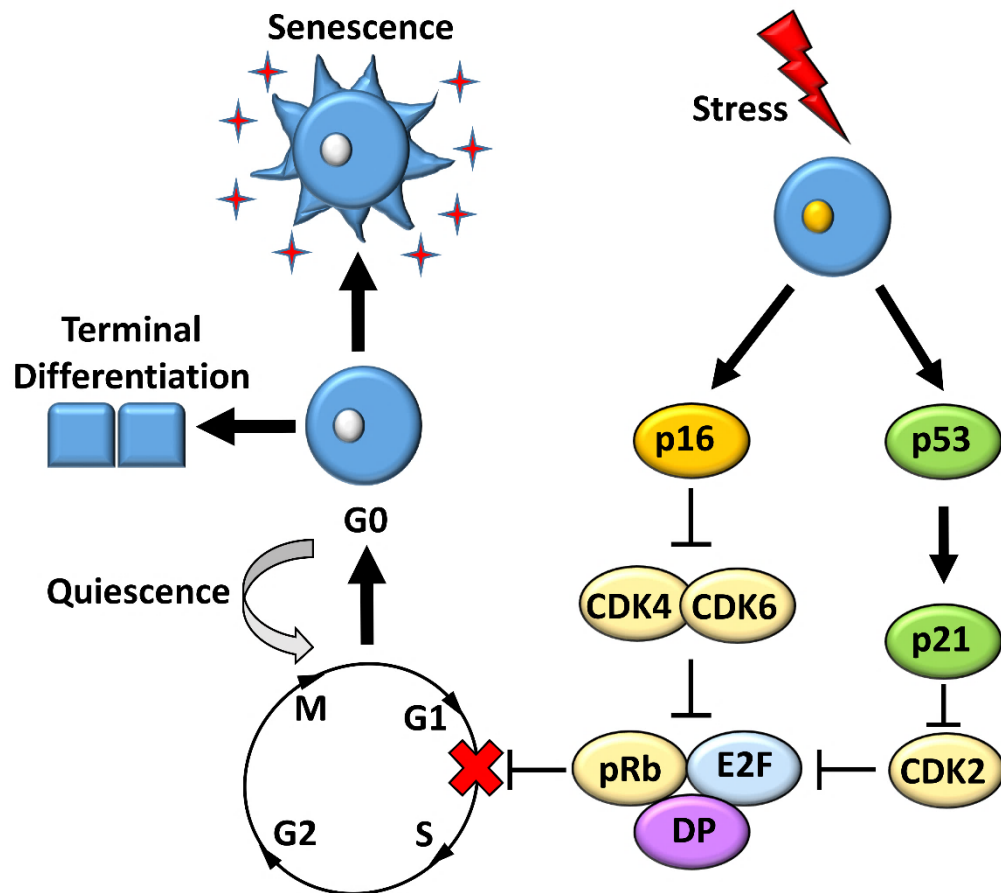 Senescence
Stress
Terminal
Differentiation
p16
p53
G0
Quiescence
CDK4
CDK6
p21
M
G1
pRb
E2F
CDK2
DP
G2
S